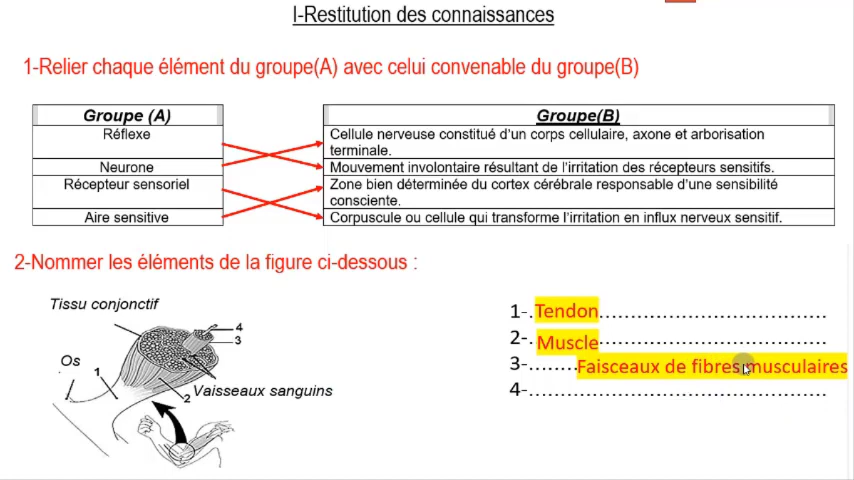 I-Restitution des connaissances
1-Relier chaque élément du groupe(A) avec celui convenable du groupe(B)
Groupe (A)
Groupe(B)
Réflexe
Cellule nerveuse constitué d'un corps cellulaire, axone et arborisation
terminale.
Neurone
Mouvement involontaire résultant de l'irritation des récepteurs sensitifs.
Récepteur sensoriel
Zone bien déterminée du cortex cérébrale responsable d'une sensibilité
consciente.
Aire sensitive
Corpuscule ou cellule qui transforme l'irritation en influx nerveux sensitif.
2-Nommer les éléments de la figure ci-dessous :
Tissu conjonctif
4
3
Os
1
Vaisseaux sanguins
2
1-.Tendon....................................
2-.Muscle....................................
3-........Faisceaux de fibres musculaires
4-...............................................